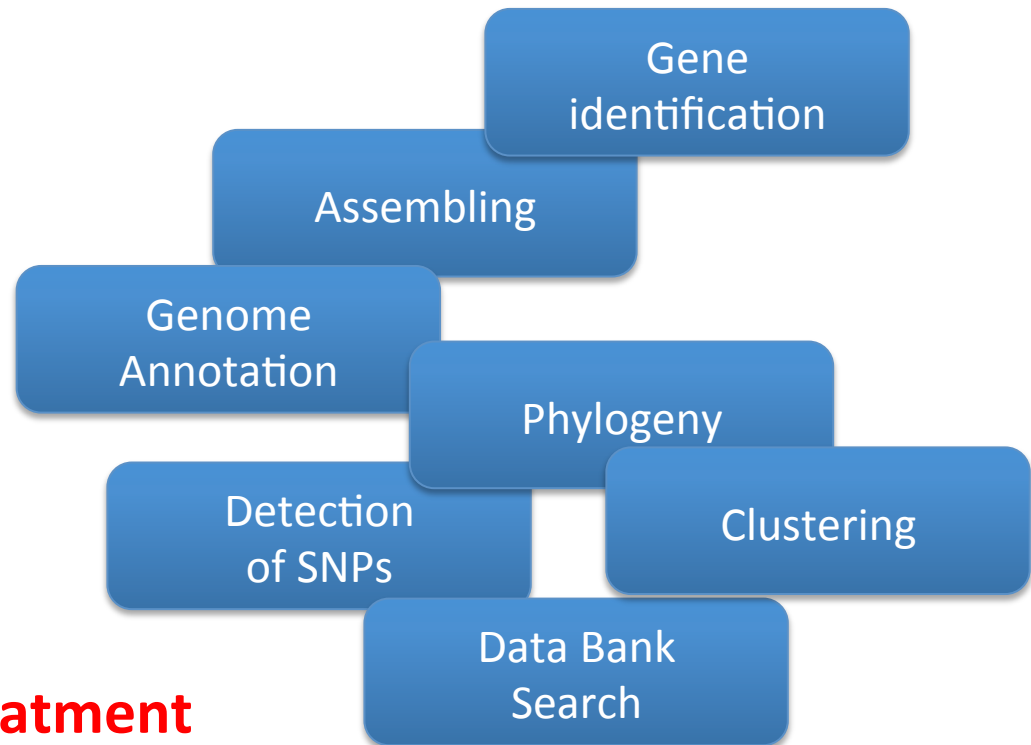 Gene
identification
Assembling
Genome
Annotation
Phylogeny
Detection
of SNPs
Clustering
Data Bank
Search
atment